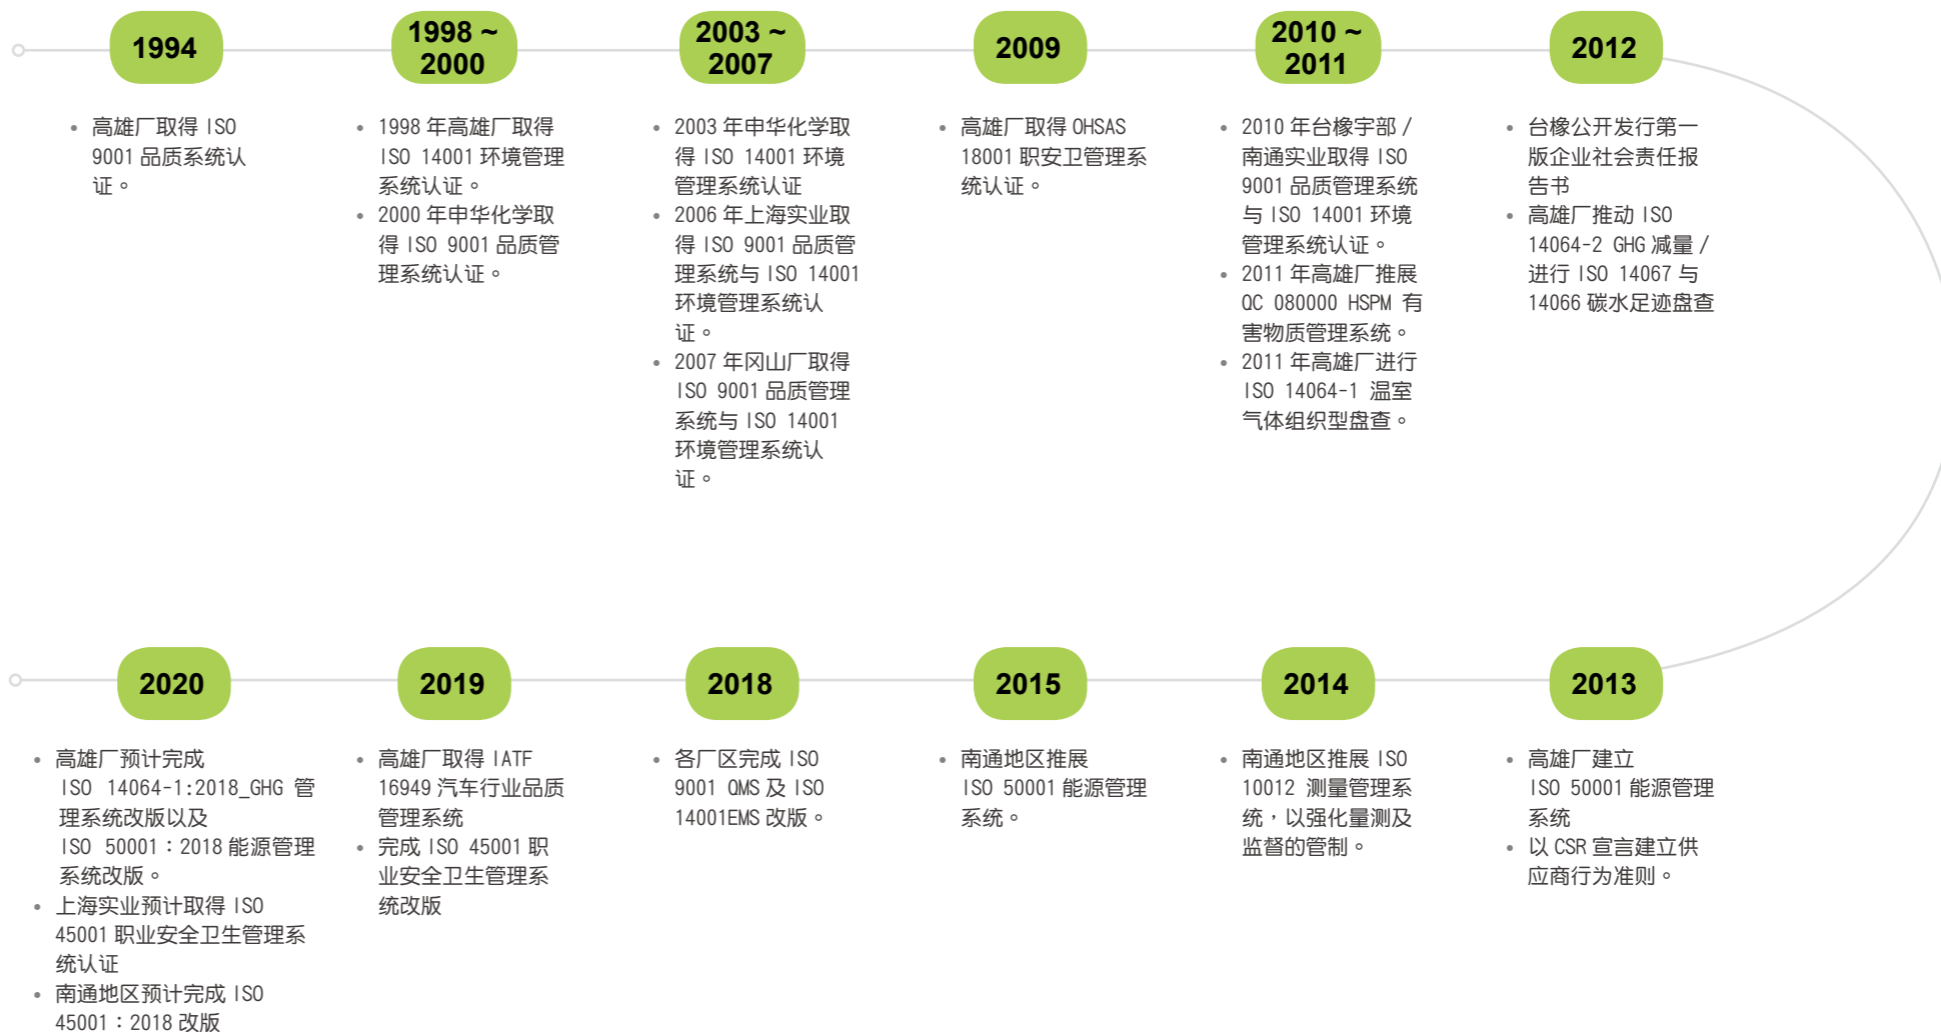 1994
• 高雄厂取得 ISO
9001 品质系统认
证。
1998 ~
2000
• 1998 年高雄厂取得
ISO 14001 环境管理
系统认证。
• 2000 年申华化学取
得 ISO 9001 品质管
理系统认证。
2003 ~
2007
• 2003 年申华化学取
得 ISO 14001 环境
管理系统认证
• 2006 年上海实业取
得 ISO 9001 品质管
理系统与 ISO 14001
环境管理系统认
证。
• 2007 年冈山厂取得
ISO 9001 品质管理
系统与 ISO 14001
环境管理系统认
证。
2009
• 高雄厂取得 OHSAS
18001 职安卫管理系
统认证。
2010 ~
2011
• 2010 年台橡宇部 /
南通实业取得 ISO
9001 品质管理系统
与 ISO 14001 环境
管理系统认证。
• 2011 年高雄厂推展
QC 080000 HSPM 有
害物质管理系统。
• 2011 年高雄厂进行
ISO 14064-1 温室
气体组织型盘查。
2012
• 台橡公开发行第一
版企业社会责任报
告书
• 高雄厂推动 ISO
14064-2 GHG 减量 /
进行 ISO 14067 与
14066 碳水足迹盘查
2020
• 高雄厂预计完成
ISO 14064-1:2018_GHG 管
理系统改版以及
ISO 50001：2018 能源管理
系统改版。
• 上海实业预计取得 ISO
45001 职业安全卫生管理系
统认证
• 南通地区预计完成 ISO
45001：2018 改版
2019
• 高雄厂取得 IATF
16949 汽车行业品质
管理系统
• 完成 ISO 45001 职
业安全卫生管理系
统改版
2018
• 各厂区完成 ISO
9001 QMS 及 ISO
14001EMS 改版。
2015
• 南通地区推展
ISO 50001 能源管理
系统。
2014
• 南通地区推展 ISO
10012 测量管理系
统，以强化量测及
监督的管制。
2013
• 高雄厂建立
ISO 50001 能源管理
系统
• 以 CSR 宣言建立供
应商行为准则。